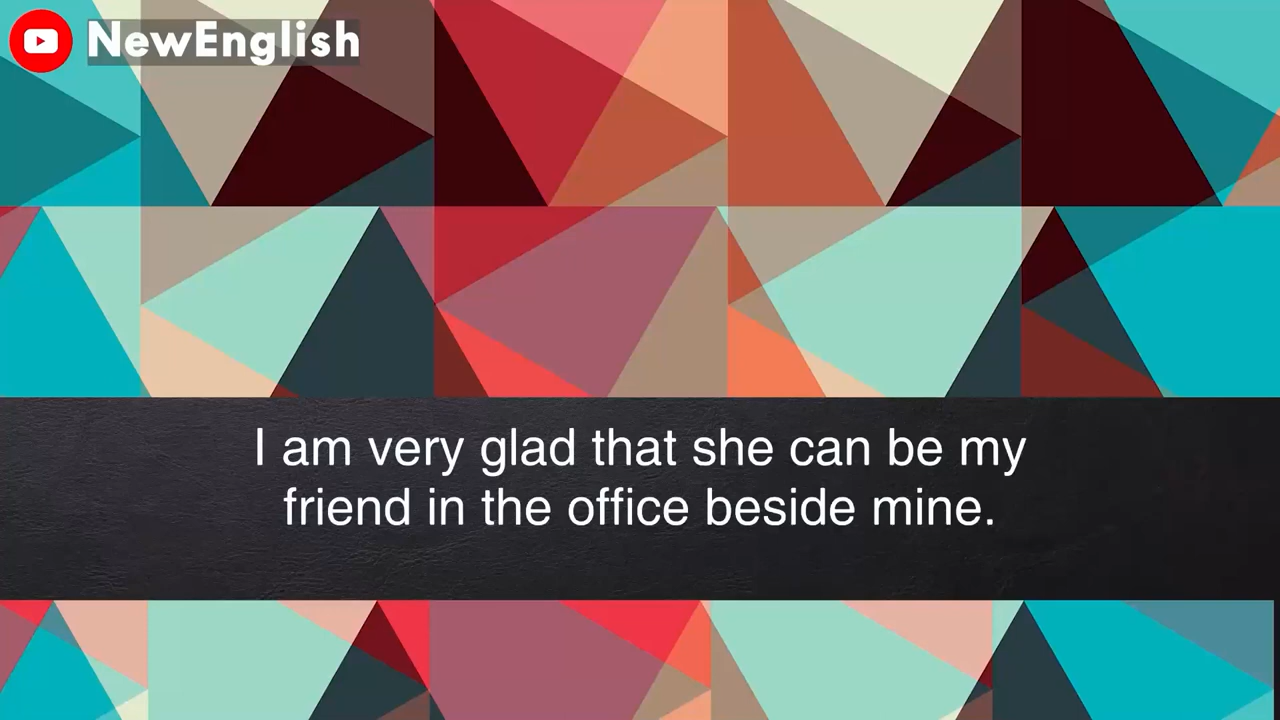 NewEnglish
I am very glad that she can be my
friend in the office beside mine.